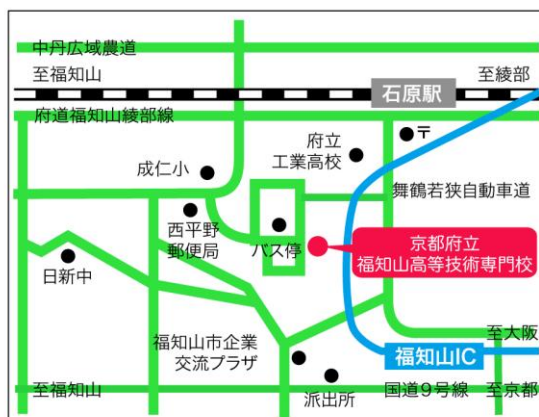 中丹広域農道
至福知山
至綾部
石原駅
府道福知山綾部線
〒
府立
工業高校
成仁小
舞鶴若狭自動車道
西平野
郵便局
バス停
京都府立
福知山高等技術専門校
日新中
至大阪
福知山市企業
交流プラザ
福知山IC
派出所
至福知山
国道9号線
至京都